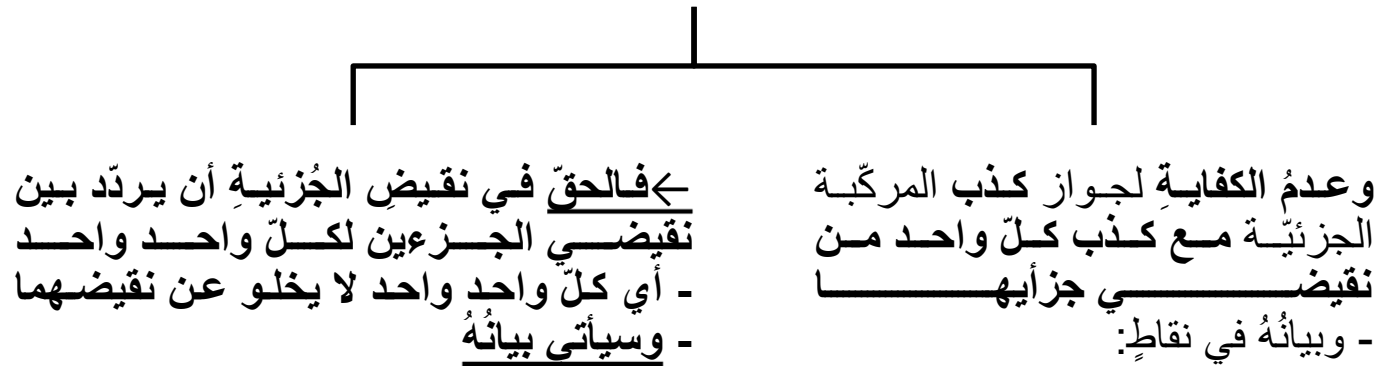 وعدمُ الكفايةِ لجواز كذب المركّبة
الجزئيّة مع كذب كلّ واحد من
نقيضي جزأيها
- وبيانُهُ في نقاطٍ:
←فالحقّ في نقيضِ الجُزئيةِ أن يردّد بين
نقيضي الجزءين لكلّ واحد واحد
- أي كلّ واحد واحد لا يخلو عن نقيضهما
- وسيأتي بيانُهُ